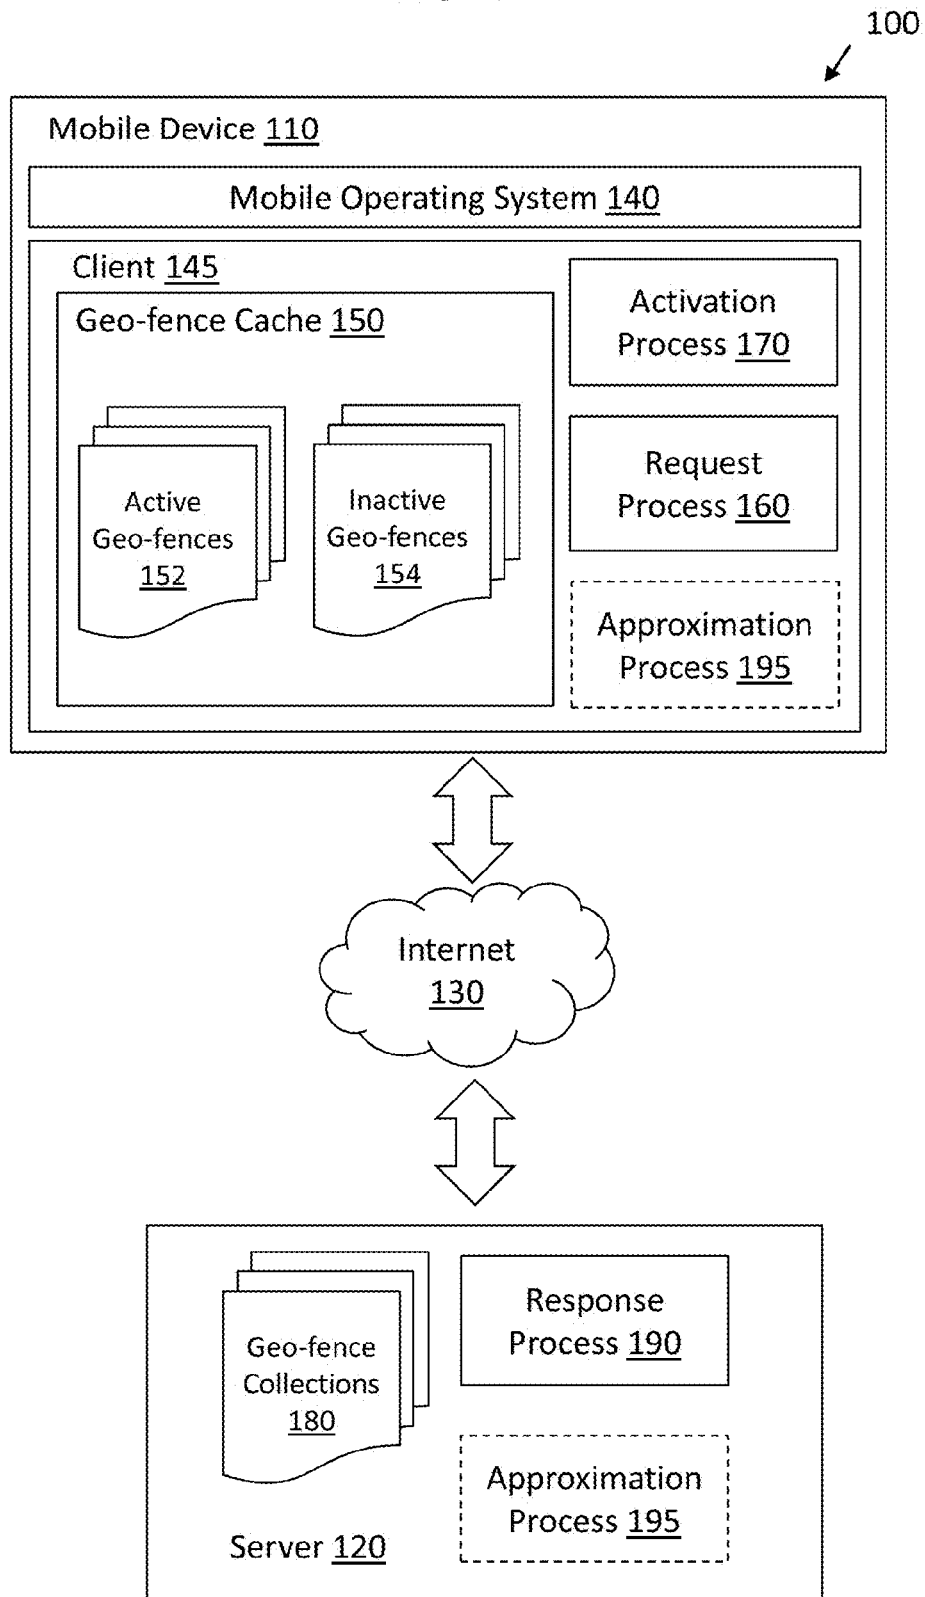 100
Mobile Device 110
Mobile Operating System 140
Client 145
Geo-fence Cache 150
Active
Geo-fences
152
Inactive
Geo-fences
154
Activation
Process 170
Request
Process 160
Approximation
Process 195
Internet
130
Geo-fence
Collections
180
Response
Process 190
Approximation
Process 195
Server 120